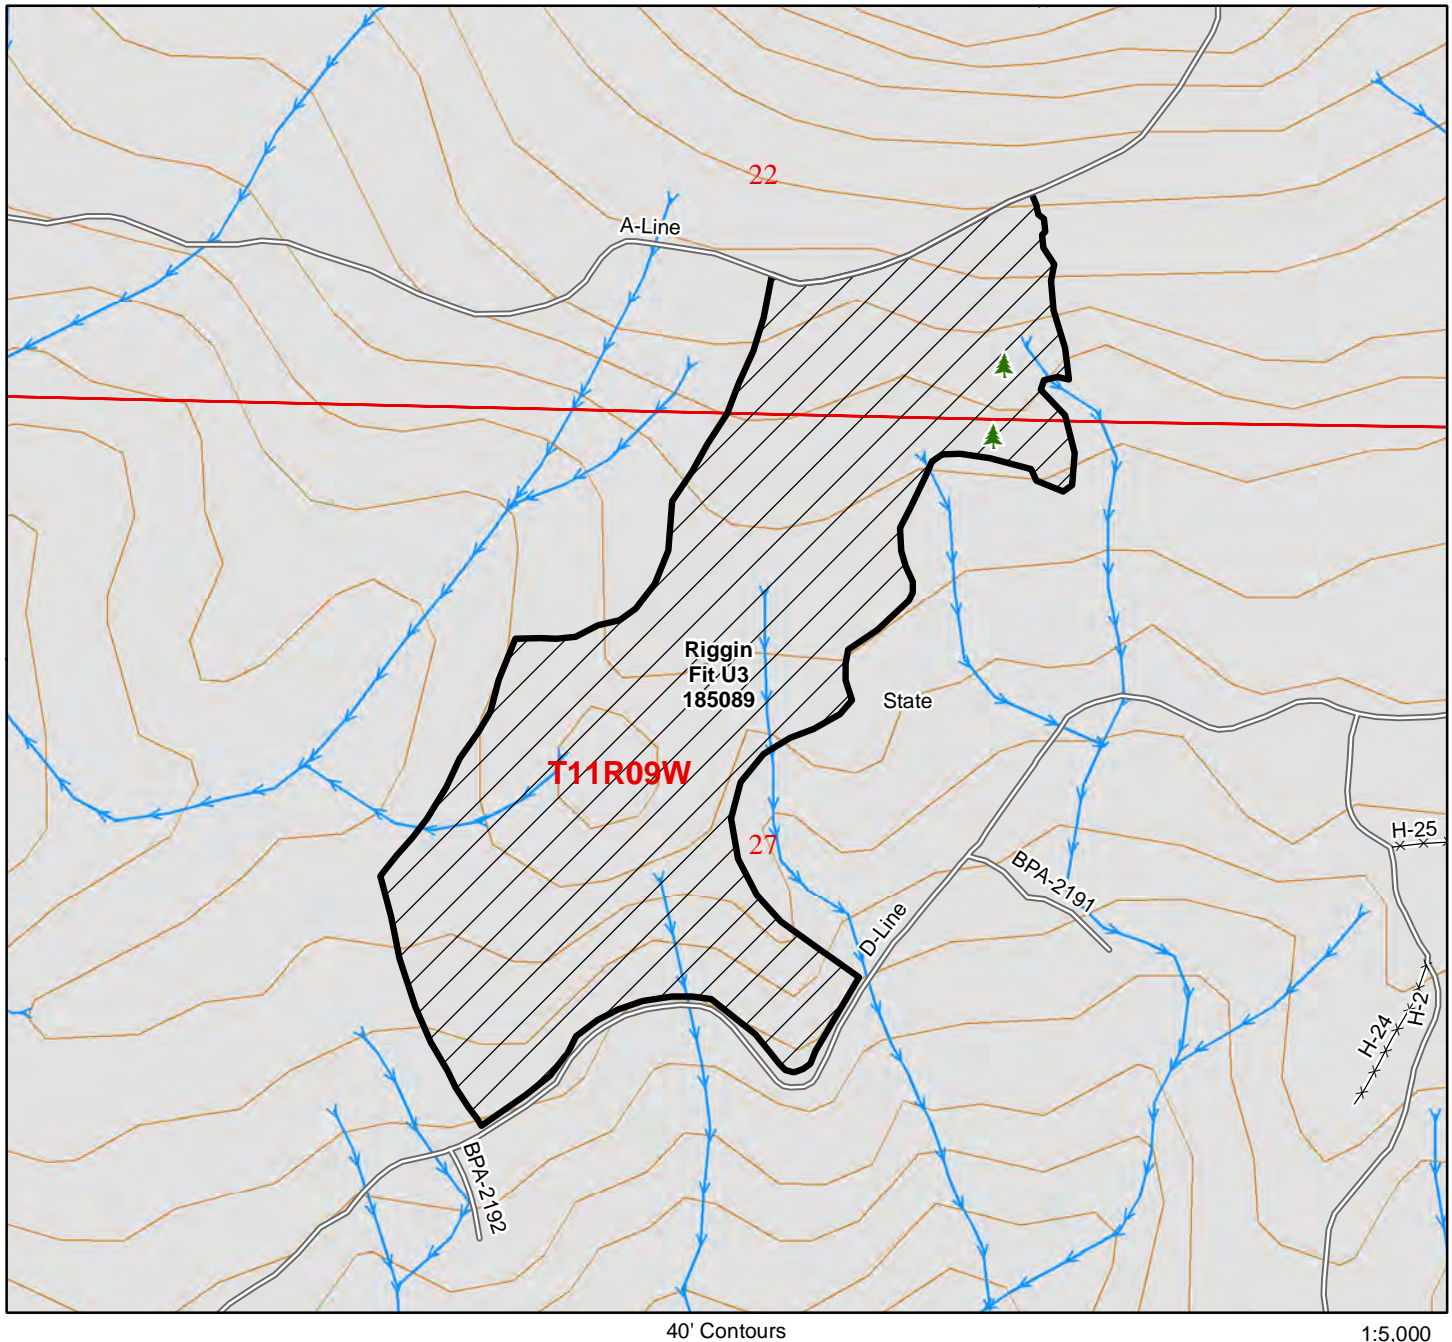 22
A-Line
Riggin
Fit U3
185089
State
T11R09W
27
H-25
BPA-2191
D-Line
H-2
H-24
BPA-2192
40' Contours
1:5,000